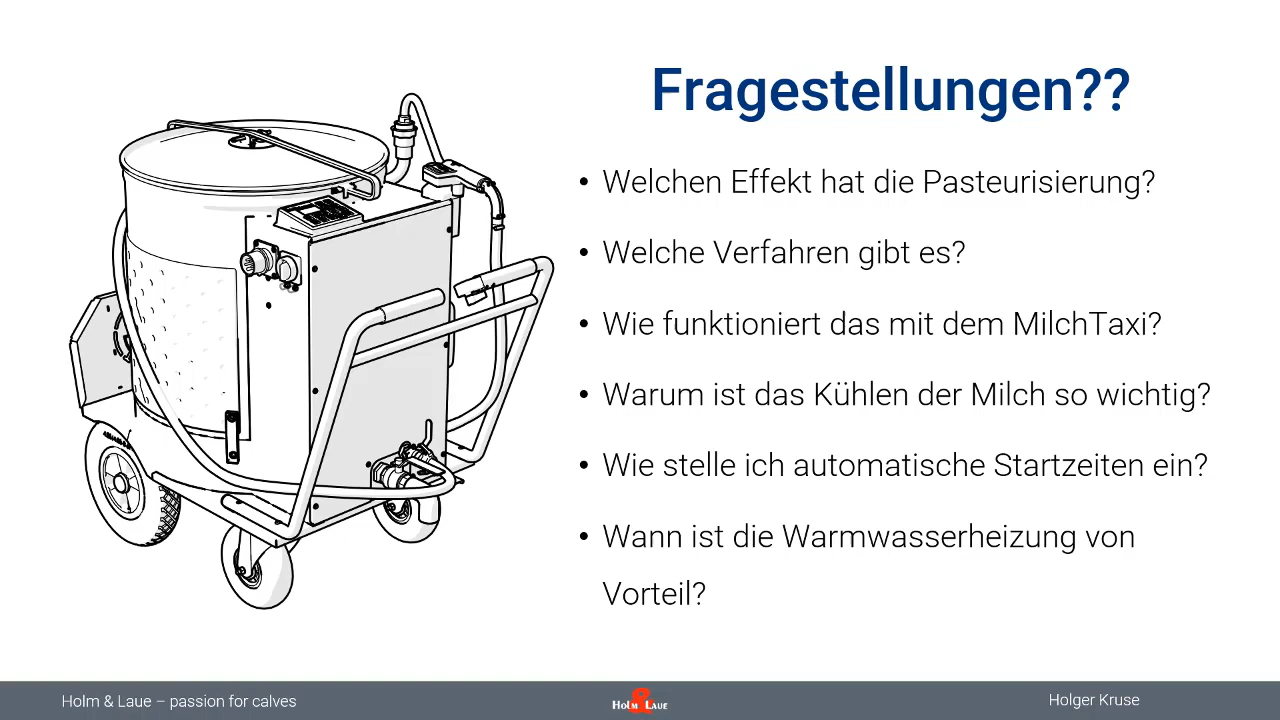 Fragestellungen??
• Welchen Effekt hat die Pasteurisierung?
• Welche Verfahren gibt es?
• Wie funktioniert das mit dem MilchTaxi?
• Warum ist das Kühlen der Milch so wichtig?
• Wie stelle ich automatische Startzeiten ein?
• Wann ist die Warmwasserheizung von
Vorteil?
Holm & Laue – passion for calves
Holm & Laue
Holger Kruse